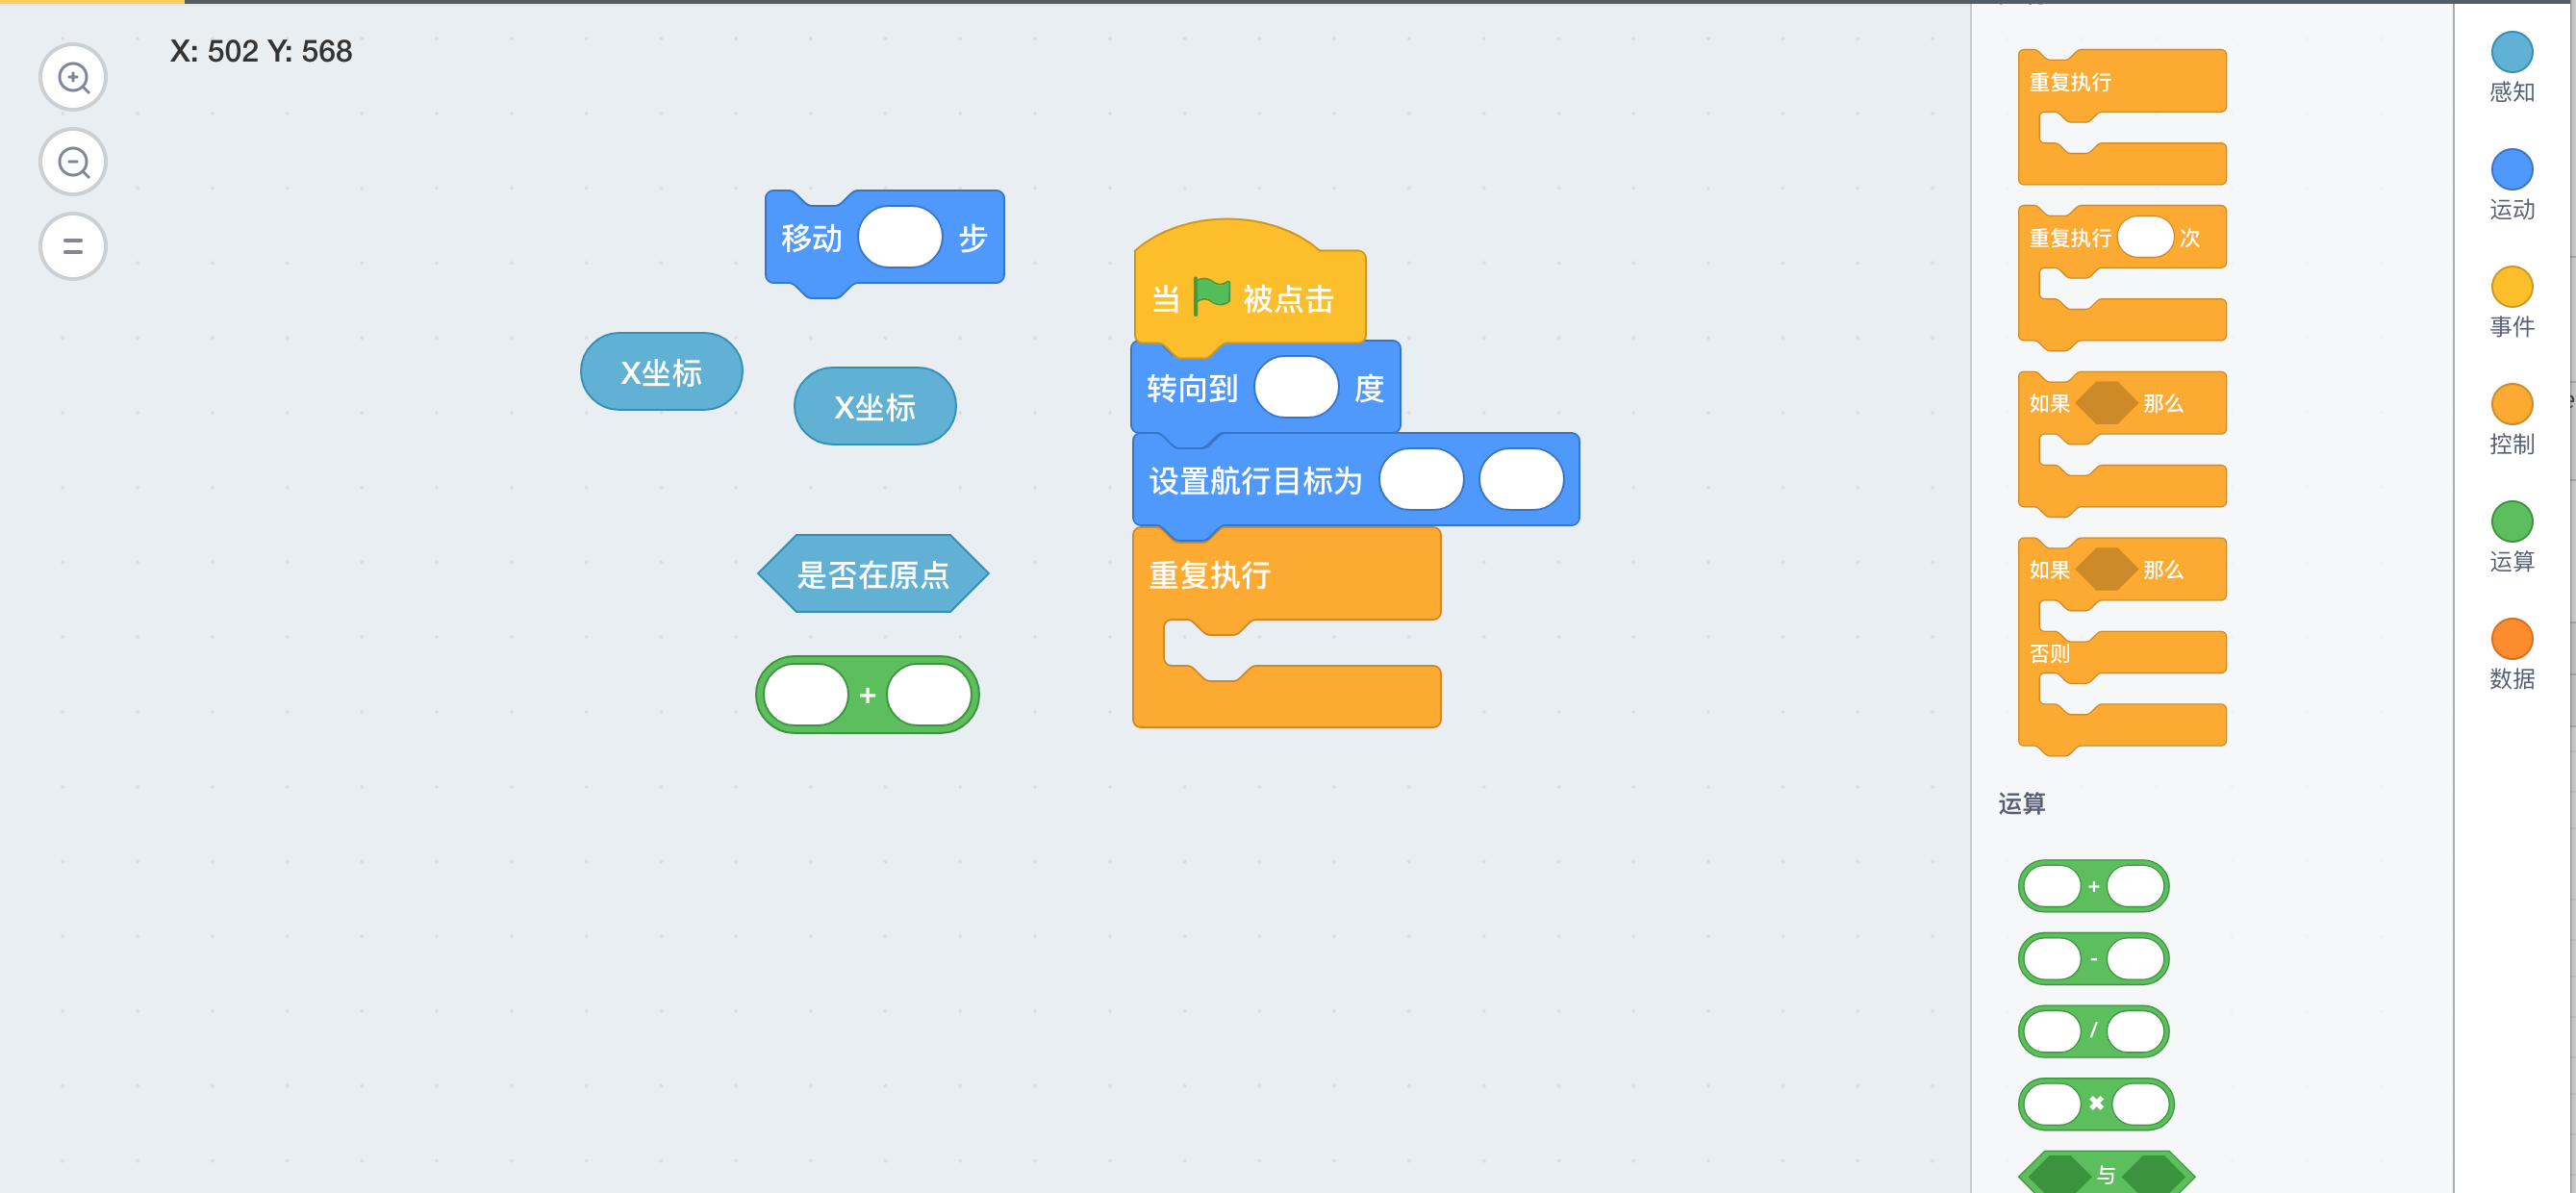 X: 502 Y: 568
移动 步
X坐标
X坐标
是否在原点
+
当 被点击
转向到 度
设置航行目标为
重复执行
重复执行
重复执行 次
如果 那么
如果 那么
否则
运算
+
-
/
✖
与
感知
运动
事件
控制
运算
数据